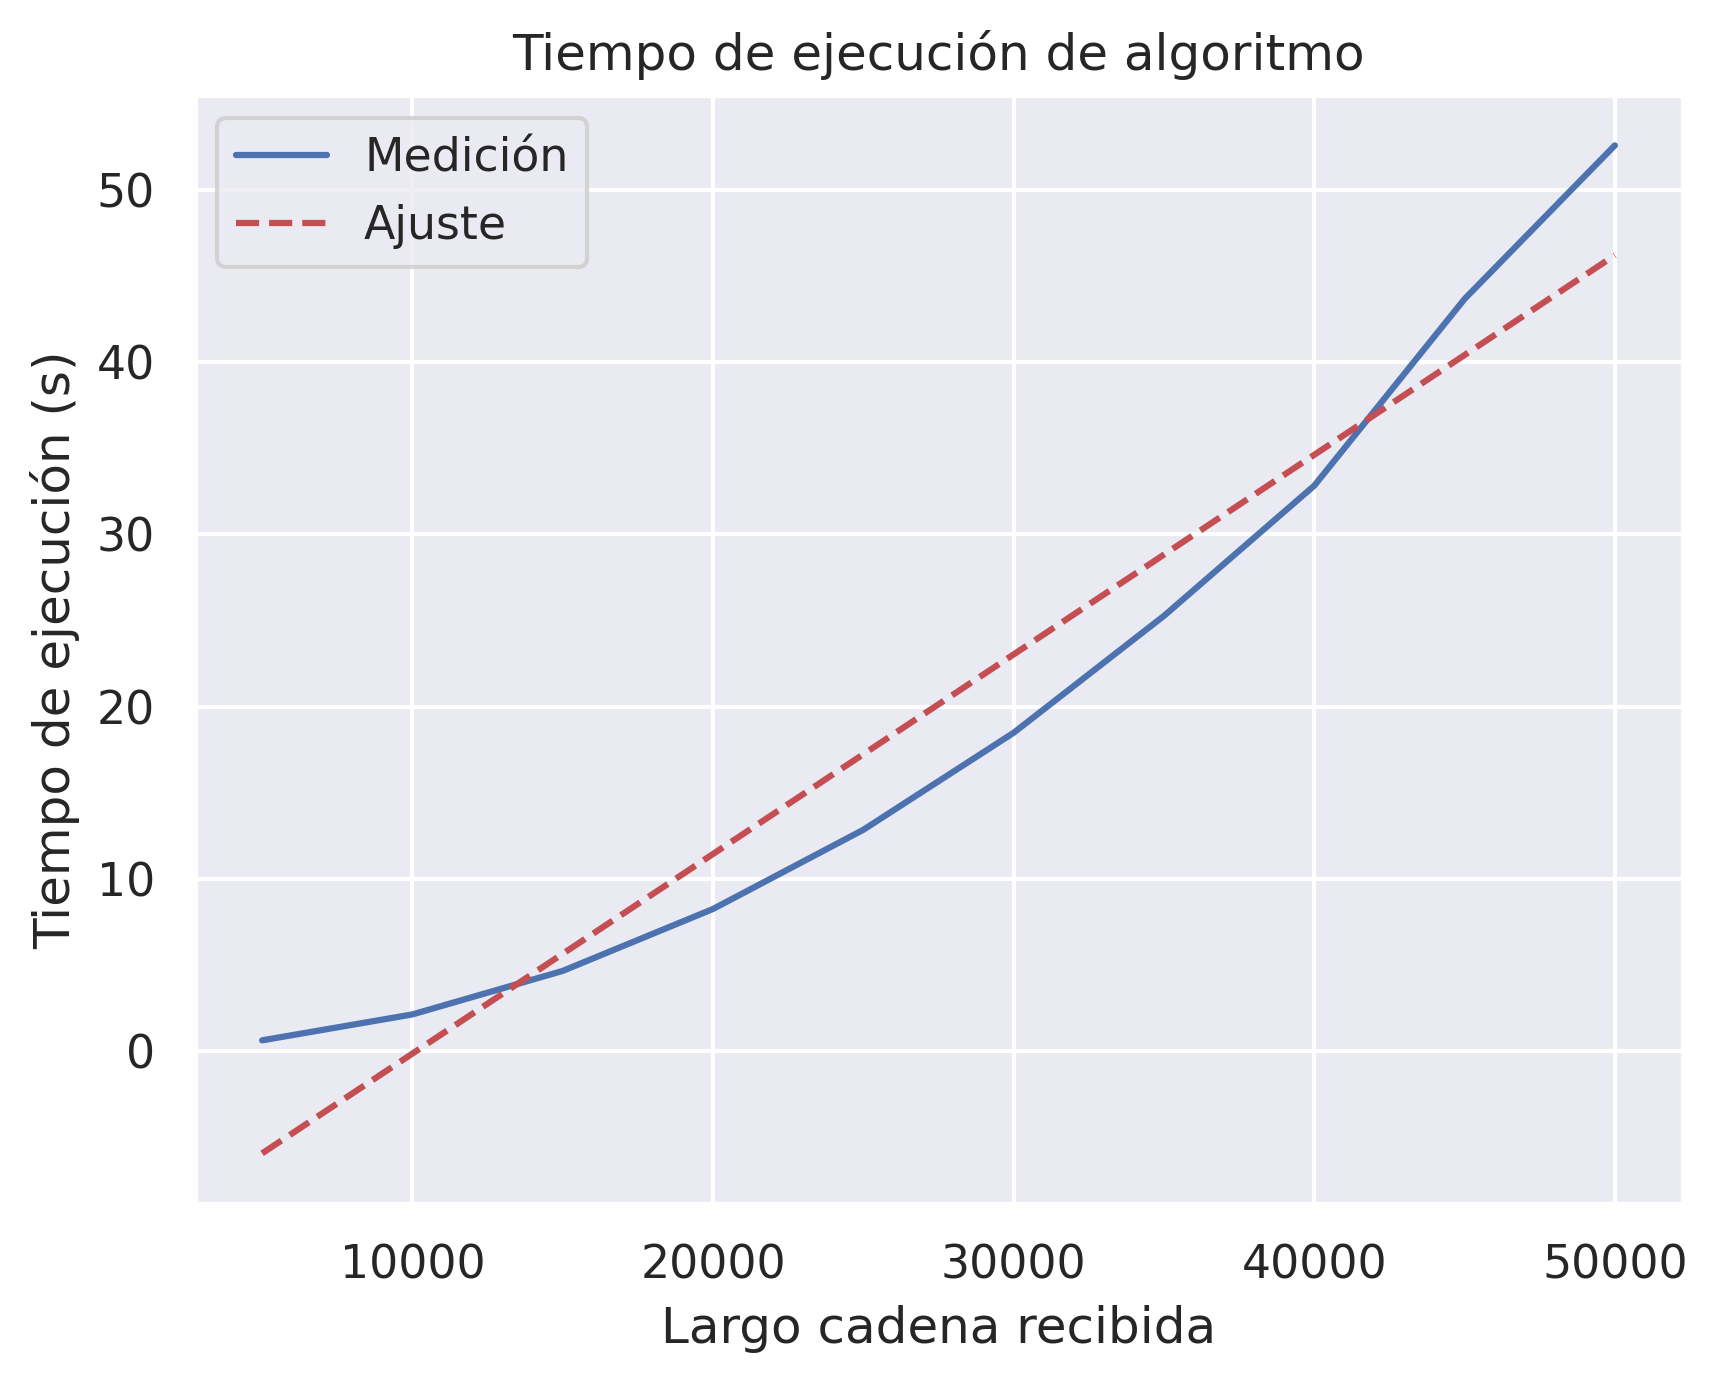 Tiempo de ejecución de algoritmo
Medición
Ajuste
Tiempo de ejecución (s)
50
40
30
20
10
0
10000 20000 30000 40000 50000
Largo cadena recibida